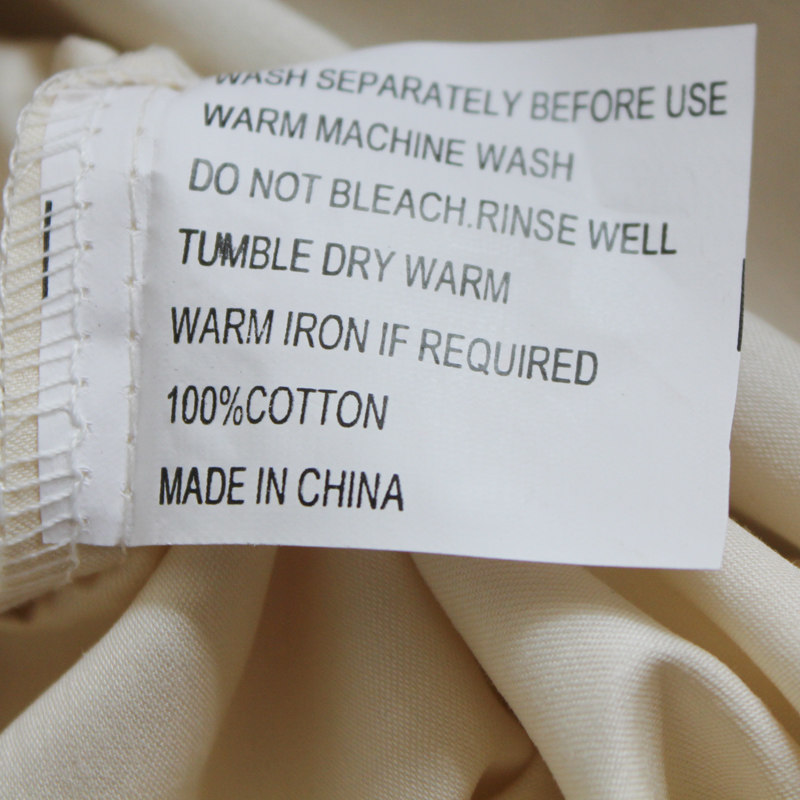 WASH SEPARATELY BEFORE USE
WARM MACHINE WASH
DO NOT BLEACH.RINSE WELL
TUMBLE DRY WARM
WARM IRON IF REQUIRED
100%COTTON
MADE IN CHINA